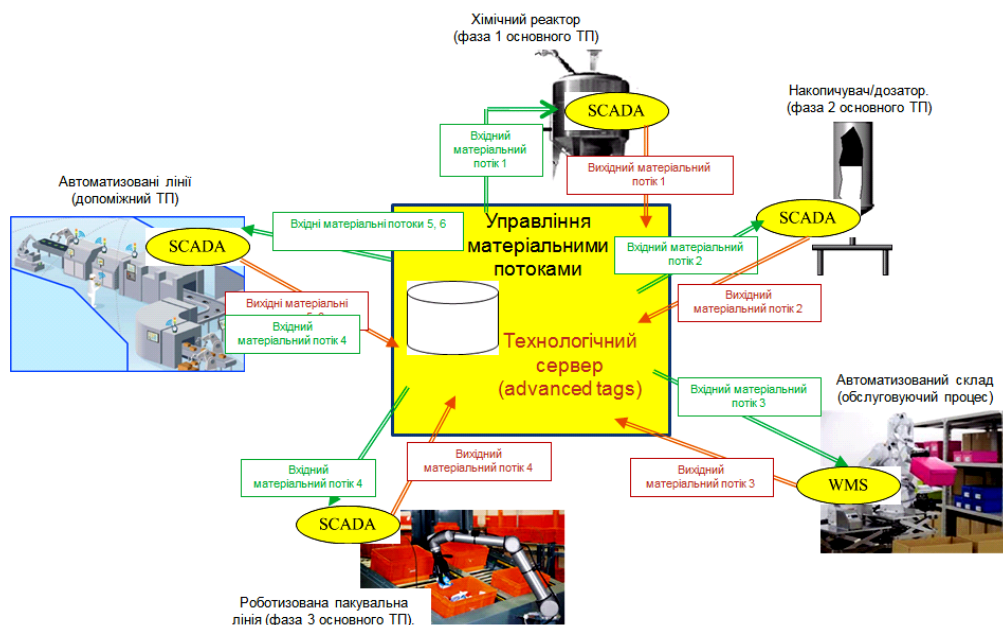 Хімічний реактор
(фаза 1 основного ТП)
SCADA
Накопичувач/дозатор.
(фаза 2 основного ТП)
Вхідний
матеріальний
потік 1
Вихідний матеріальний
потік 1
Автоматизовані лінії
(допоміжний ТП)
SCADA
Вхідні матеріальні потоки 5, 6
Управління
матеріальними
потоками
SCADA
Вхідний матеріальний
потік 2
Вихідний
матеріальний потік 2
Вихідні матеріальні
Вхідний
матеріальний потік 4
Технологічний
сервер
(advanced tags)
Автоматизований склад
(обслуговуючий процес)
Вхідний матеріальний
потік 3
Вхідний
матеріальний потік 4
Вихідний
матеріальний потік 4
Вихідний
матеріальний потік 3
WMS
SCADA
Роботизована пакувальна
лінія (фаза 3 основного ТП).